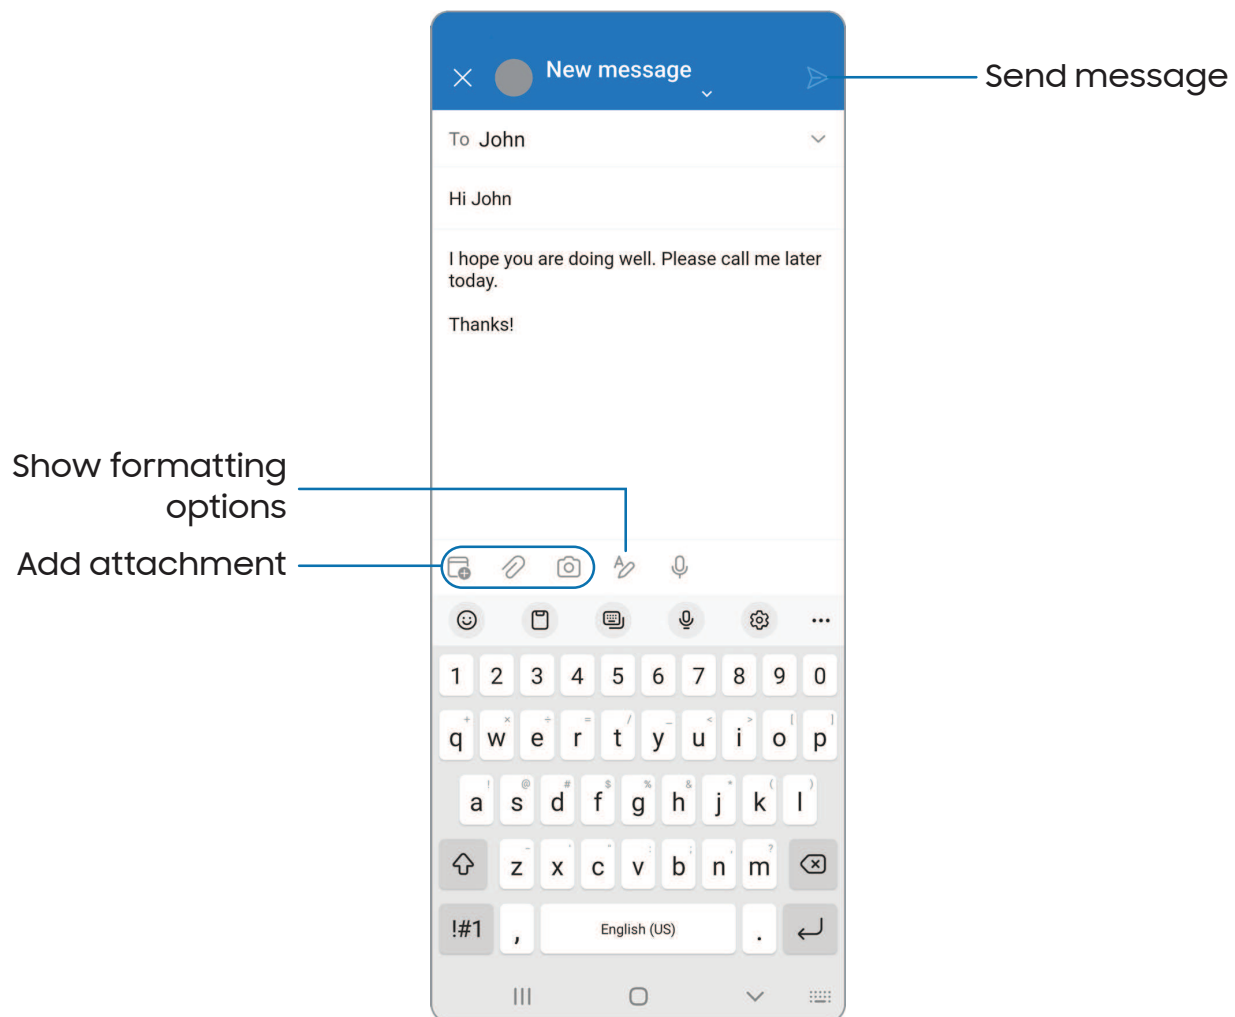 New message
Send message
To John
Hi John
I hope you are doing well. Please call me later
today.
Thanks!
Show formatting
options
Add attachment
1 2 3 4 5 6 7 8 9 0
+ × ÷ = / _ < > [ ]
q w e r t y u i o p
! @ # $ % & * ( )
a s d f g h j k l
z x c v b n m
!#1 , English (US) .